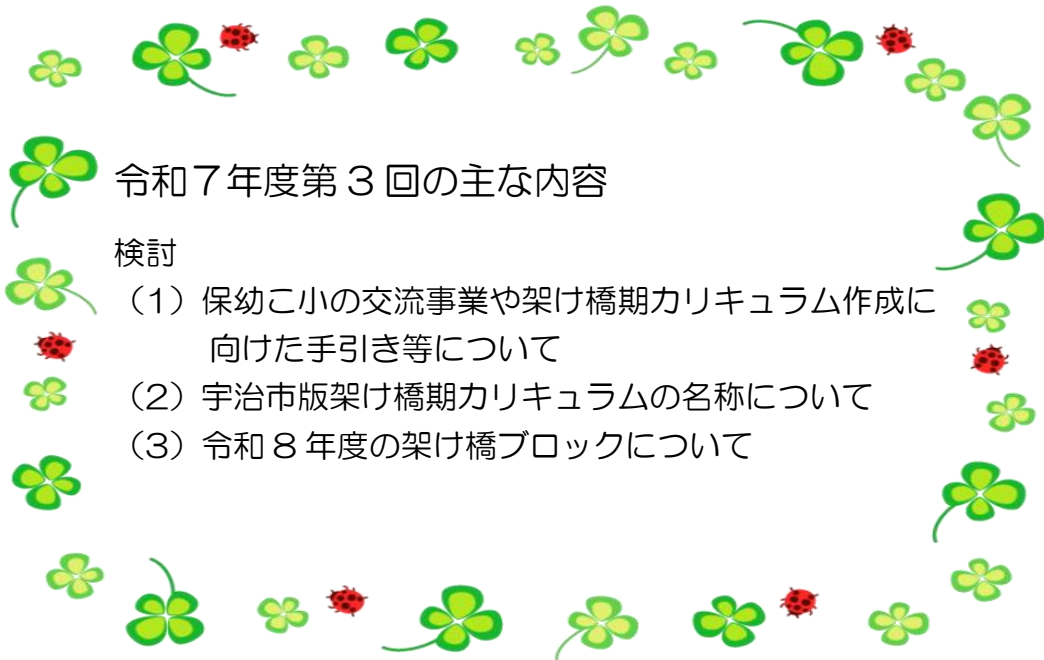 令和７年度第３回の主な内容
検討
（1）保幼こ小の交流事業や架け橋期カリキュラム作成に
向けた手引き等について
（2）宇治市版架け橋期カリキュラムの名称について
（3）令和８年度の架け橋ブロックについて